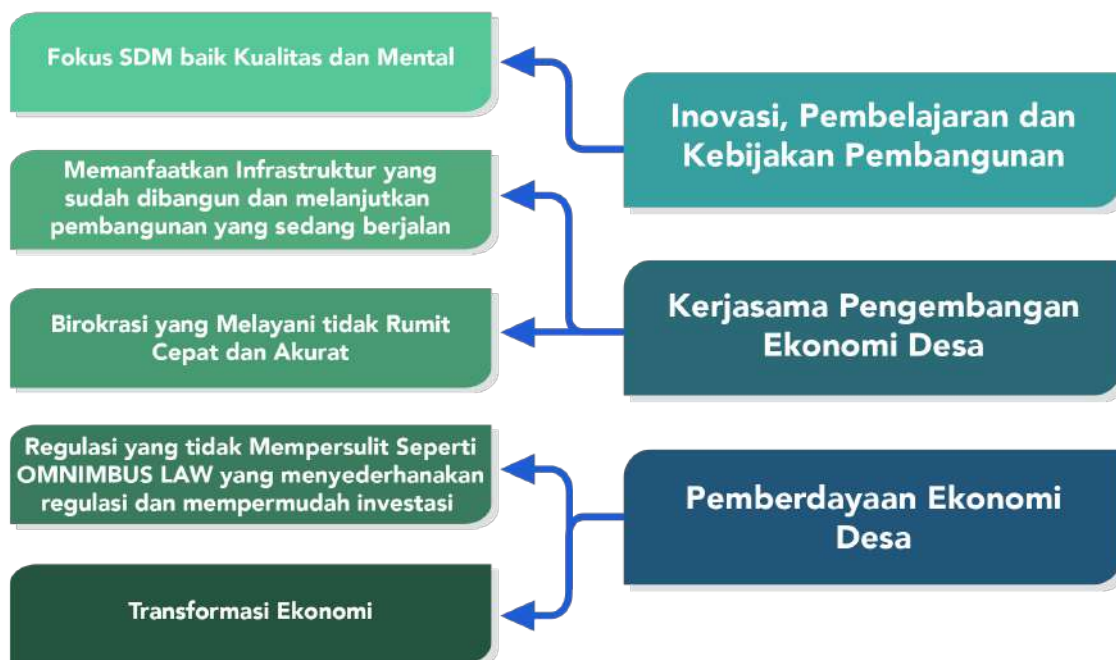 Fokus SDM baik Kualitas dan Mental
Memanfaatkan Infrastruktur yang
sudah dibangun dan melanjutkan
pembangunan yang sedang berjalan
Birokrasi yang Melayani tidak Rumit
Cepat dan Akurat
Regulasi yang tidak Mempersulit Seperti
OMNIMBUS LAW yang menyederhanakan
regulasi dan mempermudah investasi
Transformasi Ekonomi
Inovasi, Pembelajaran dan
Kebijakan Pembangunan
Kerjasama Pengembangan
Ekonomi Desa
Pemberdayaan Ekonomi
Desa